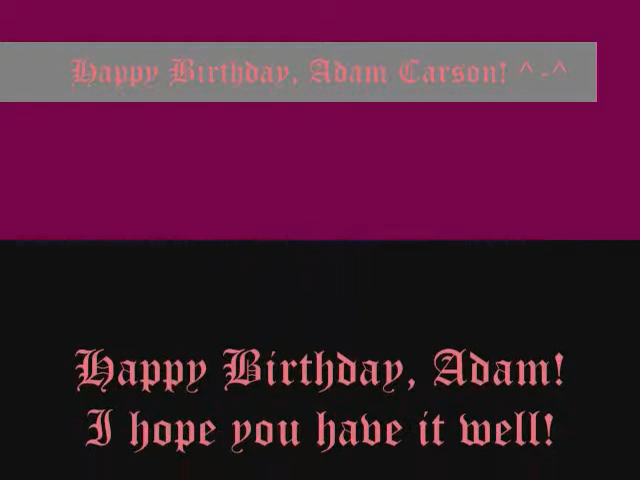 Happy Birthday, Adam Carson! ^-^
Happy Birthday, Adam!
I hope you have it well!